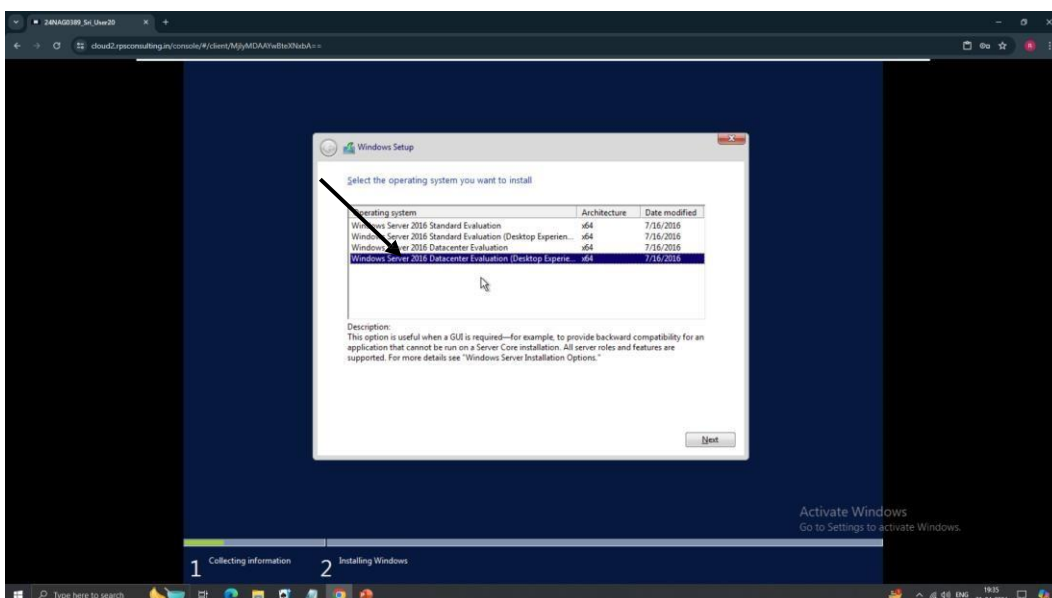 24NAG0389_Sri_User20
cloud2.rpsconsulting.in/console/#/client/MjIyMDAAYwBteXNxbA==
Windows Setup
Select the operating system you want to install
Operating system Architecture Date modified
Windows Server 2016 Standard Evaluation x64 7/16/2016
Windows Server 2016 Standard Evaluation (Desktop Experien... x64 7/16/2016
Windows Server 2016 Datacenter Evaluation x64 7/16/2016
Windows Server 2016 Datacenter Evaluation (Desktop Experie... x64 7/16/2016
Description:
This option is useful when a GUI is required—for example, to provide backward compatibility for an
application that cannot be run on a Server Core installation. All server roles and features are
supported. For more details see "Windows Server Installation Options."
Next
Activate Windows
Go to Settings to activate Windows.
1 Collecting information 2 Installing Windows
Type here to search ENG 19:35